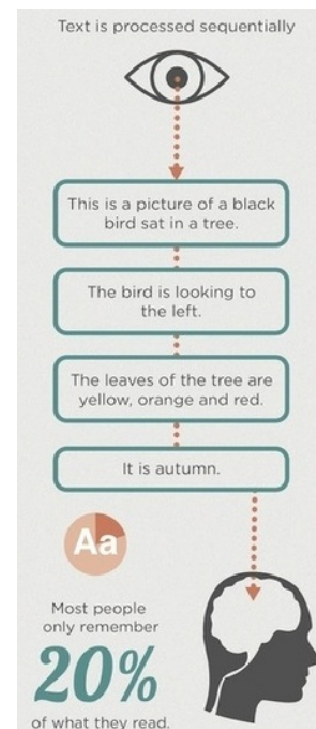 Text is processed sequentially
This is a picture of a black
bird sat in a tree.
The bird is looking to
the left.
The leaves of the tree are
yellow, orange and red.
It is autumn.
Aa
Most people
only remember
20%
of what they read.